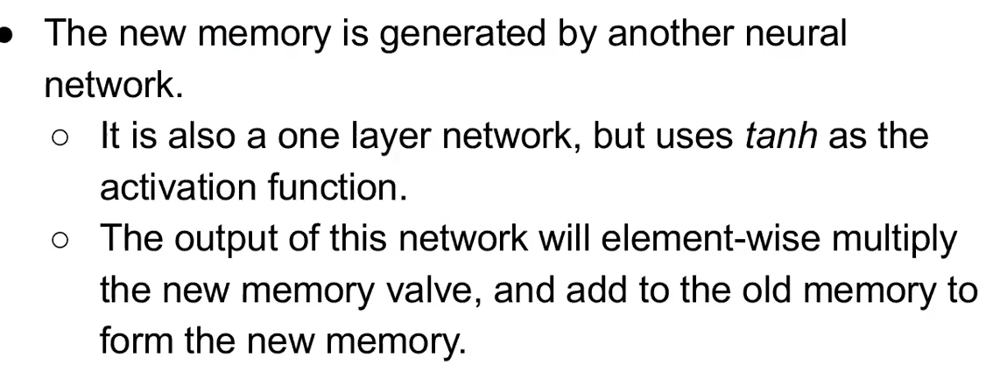 ● The new memory is generated by another neural
network.
○ It is also a one layer network, but uses tanh as the
activation function.
○ The output of this network will element-wise multiply
the new memory valve, and add to the old memory to
form the new memory.